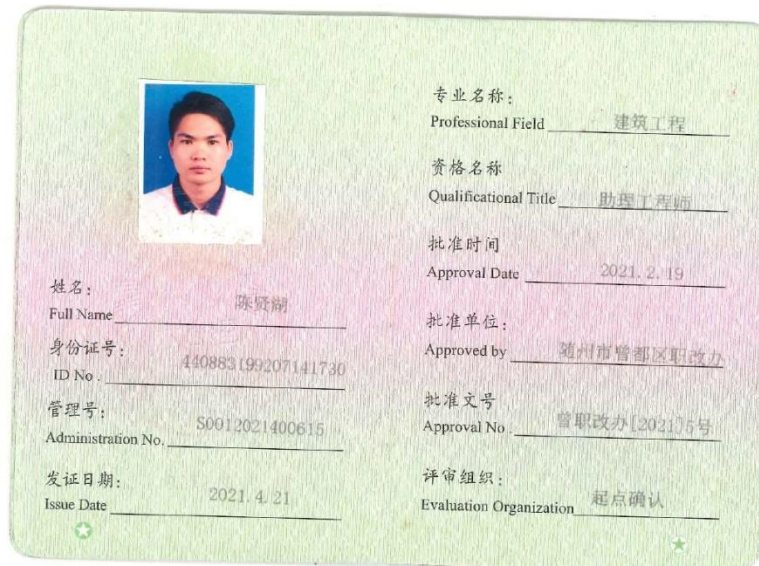 姓名：
陈贤湖
Full Name
身份证号：
440883199207141730
ID No .
管理号：
S0012021400615
Administration No.
发证日期：
2021. 4. 21
Issue Date
专业名称：
建筑工程
Professional Field
资格名称
助理工程师
Qualificational Title
批准时间
2021. 2. 19
Approval Date
批准单位：
随州市曾都区职改办
Approved by
批准文号
曾职改办[2021]5号
Approval No .
评审组织：
起点确认
Evaluation Organization